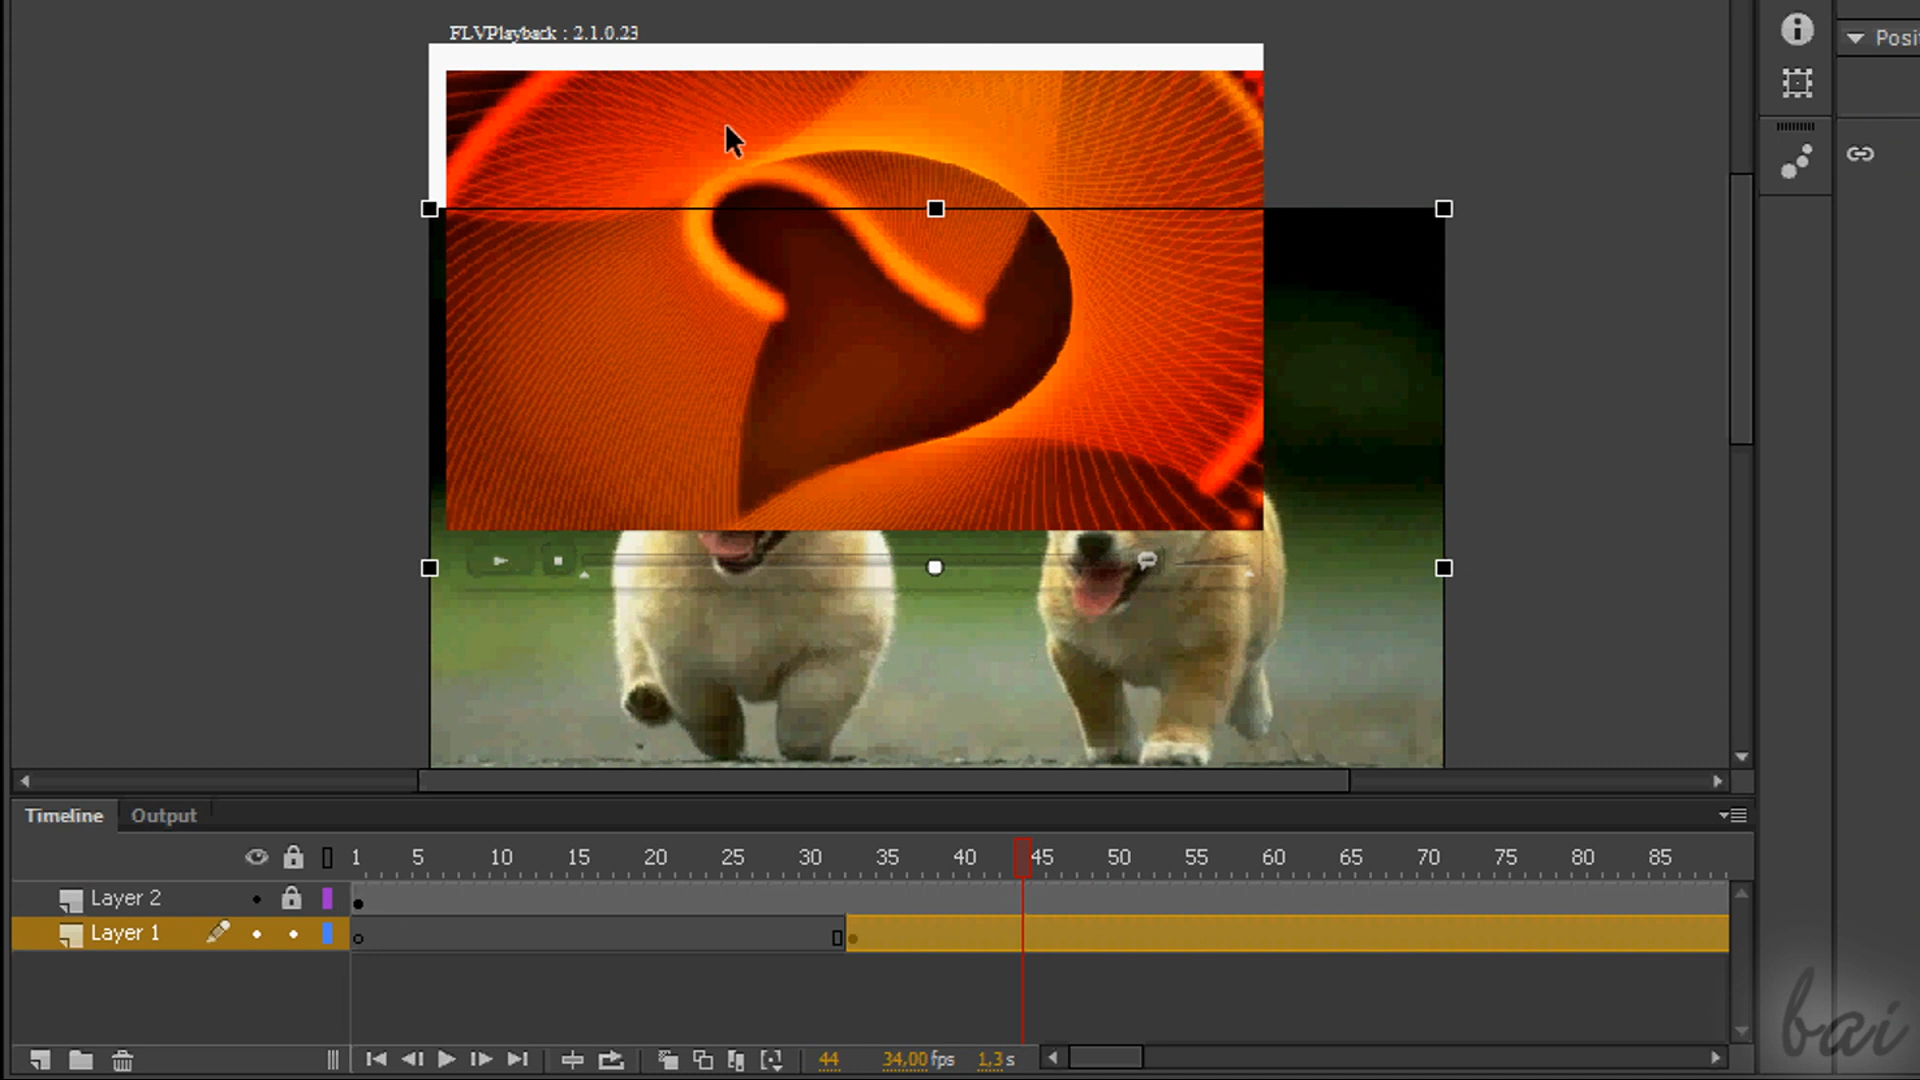 FLVPlayback : 2.1.0.23
Posi
Timeline Output
1 5 10 15 20 25 30 35 40 45 50 55 60 65 70 75 80 85
Layer 2
Layer 1
44 34,00 fps 1,3 s
bai